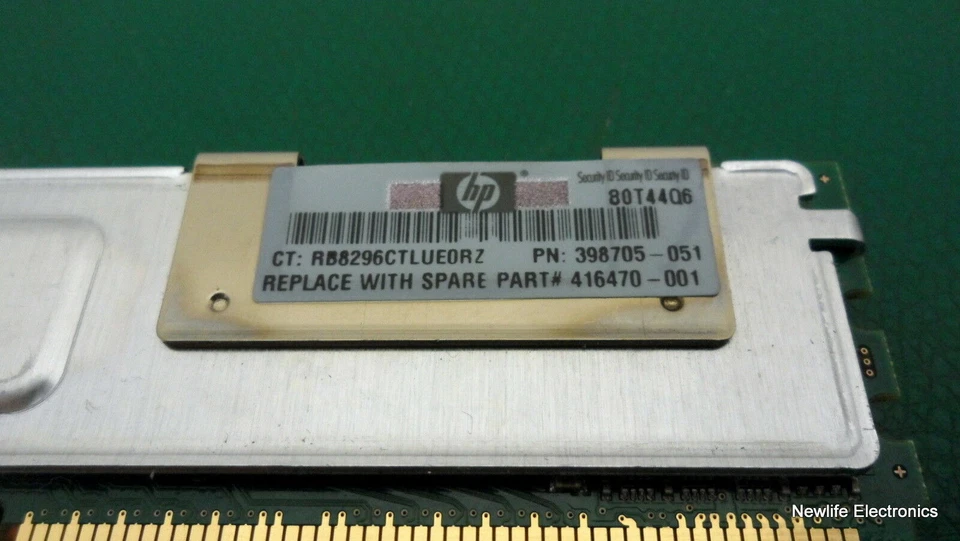 hp
Security ID Security ID Security ID
80T44Q6
CT: RB8296CTLUE0RZ PN: 398705-051
REPLACE WITH SPARE PART# 416470-001
Newlife Electronics